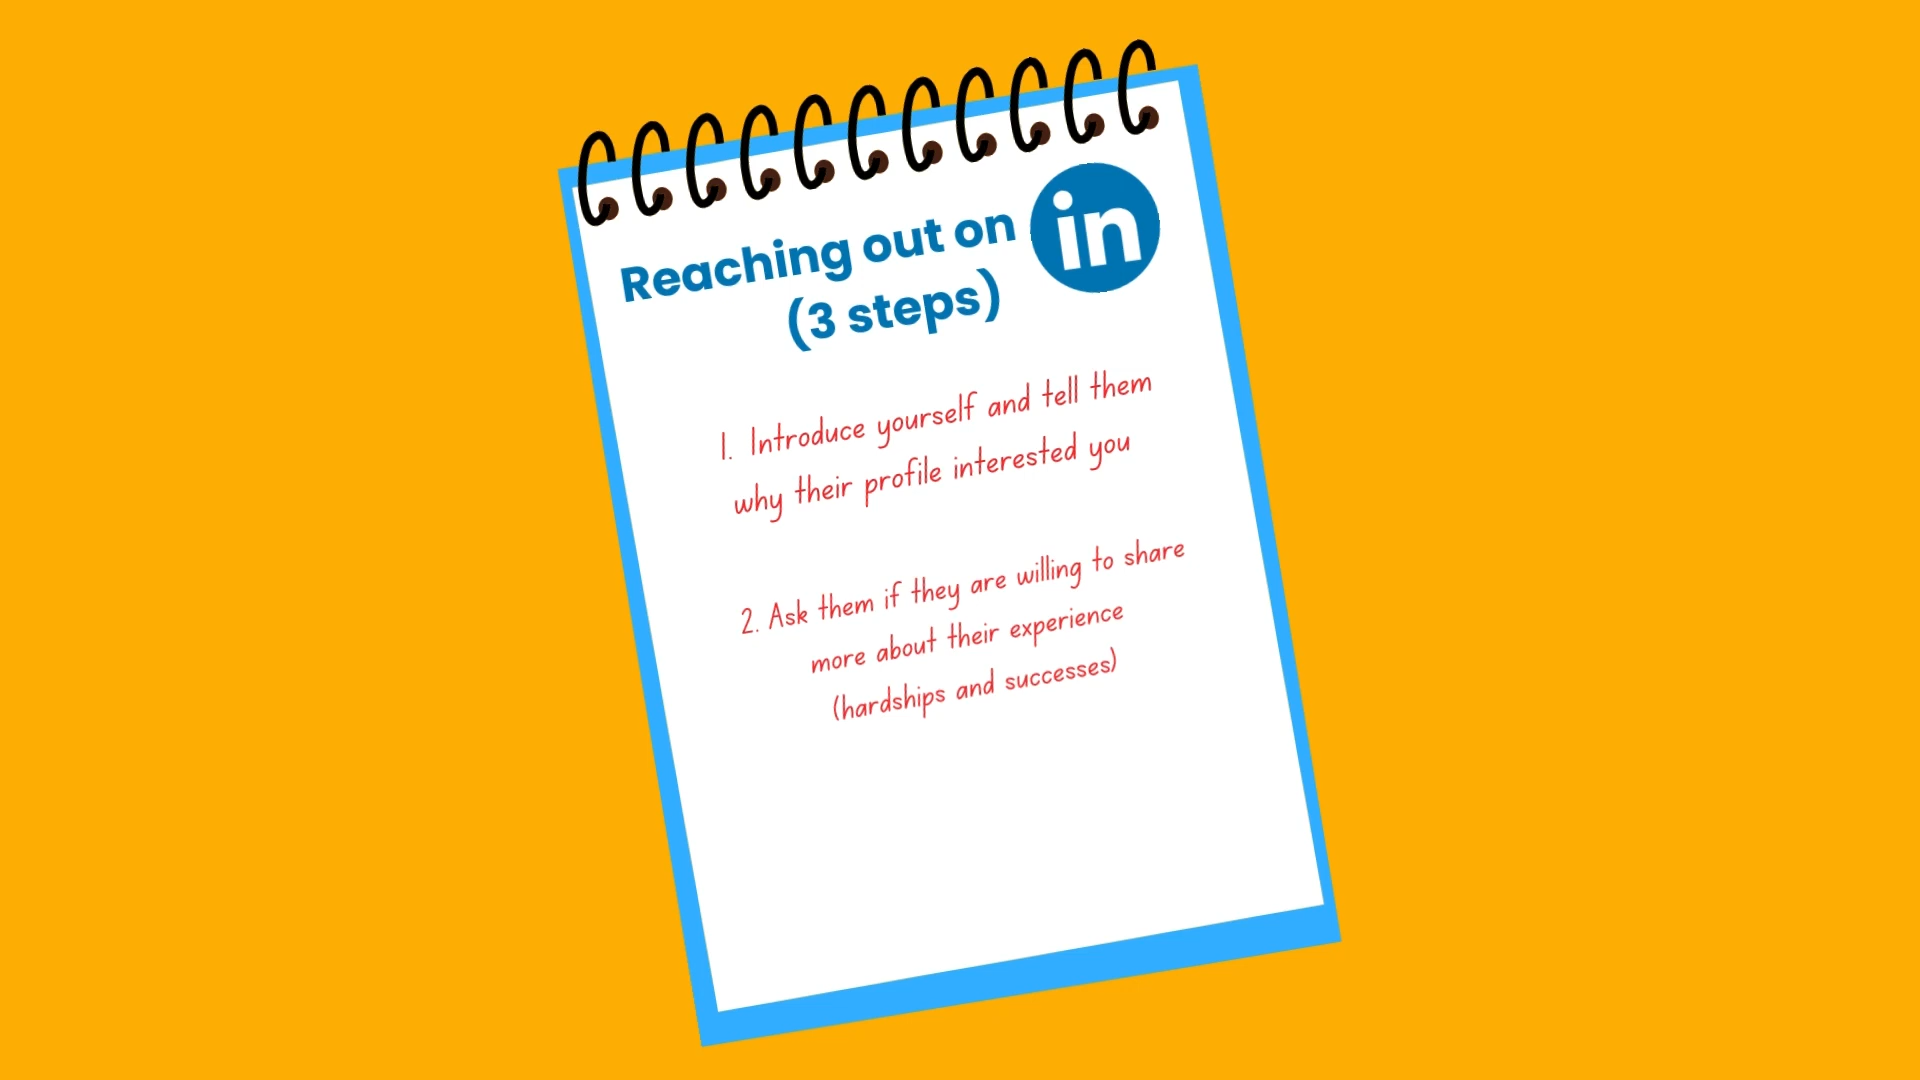 Reaching out on in
(3 steps)
1. Introduce yourself and tell them
why their profile interested you
2. Ask them if they are willing to share
more about their experience
(hardships and successes)